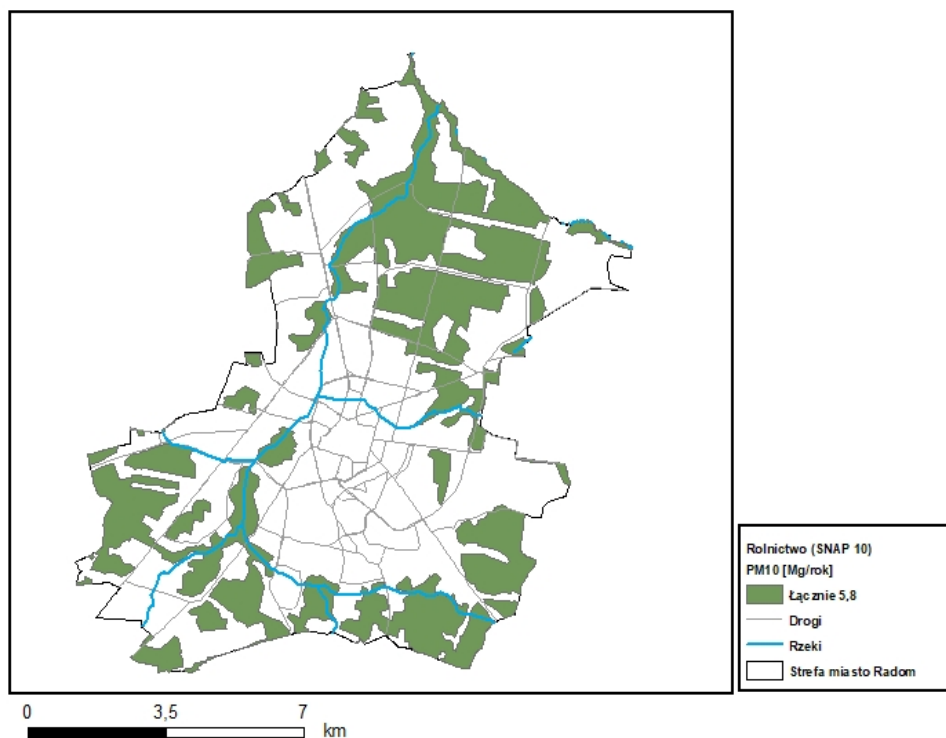 Rolnictwo (SNAP 10)
PM10 [Mg/rok]
Łącznie 5,8
Drogi
Rzeki
Strefa miasto Radom
0 3,5 7
km